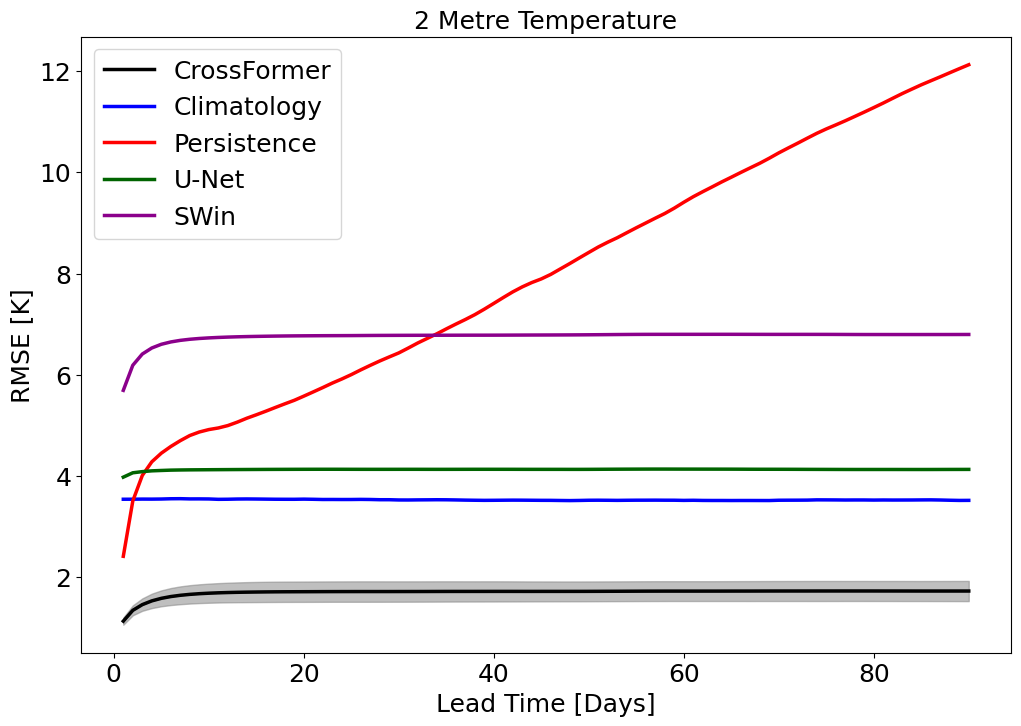 2 Metre Temperature
CrossFormer
Climatology
Persistence
U-Net
SWin
RMSE [K]
12
10
8
6
4
2
0
20
40
60
80
Lead Time [Days]